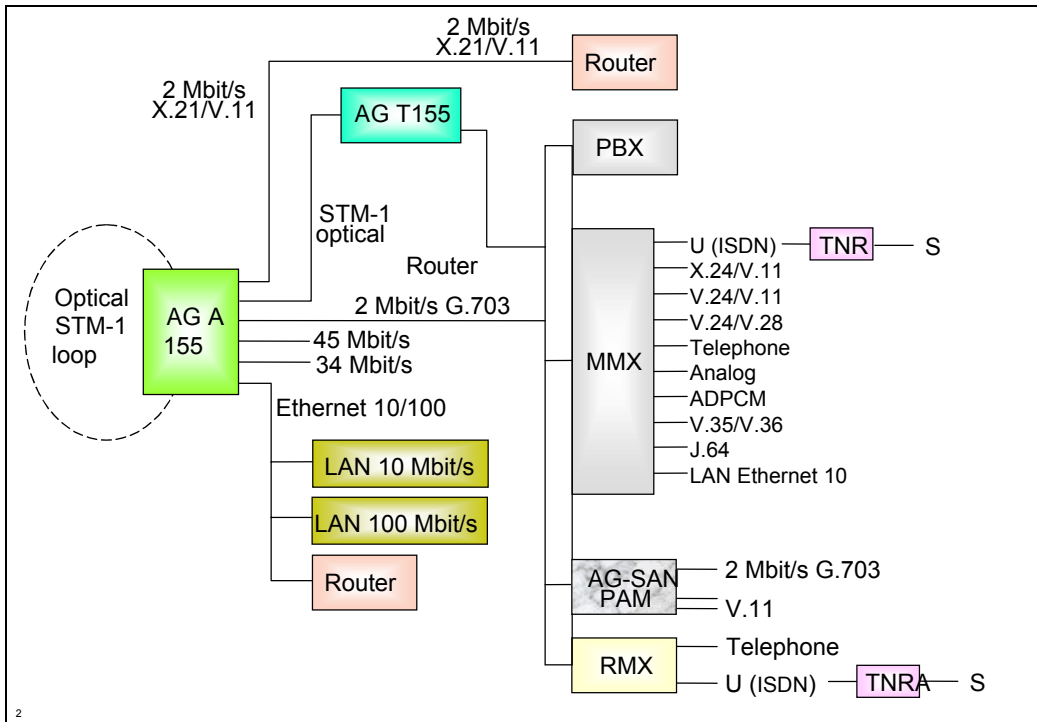 2 Mbit/s
X.21/V.11
Router
2 Mbit/s
X.21/V.11
AG T155
PBX
STM-1
optical
U (ISDN)
TNR
S
X.24/V.11
Router
V.24/V.11
Optical
STM-1
loop
AG A
155
2 Mbit/s G.703
V.24/V.28
45 Mbit/s
34 Mbit/s
Telephone
MMX
Analog
ADPCM
Ethernet 10/100
V.35/V.36
J.64
LAN 10 Mbit/s
LAN Ethernet 10
LAN 100 Mbit/s
Router
AG-SAN
PAM
2 Mbit/s G.703
V.11
RMX
Telephone
U (ISDN)
TNRA
S
2